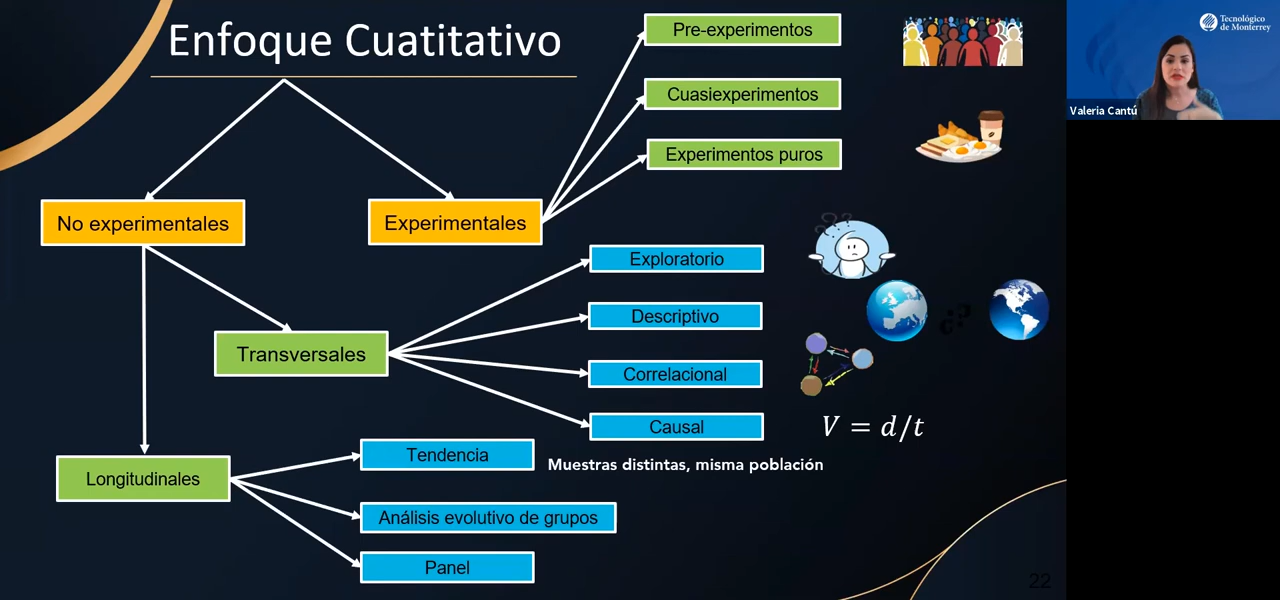 Enfoque Cuatitativo
Pre-experimentos
Cuasiexperimentos
Experimentos puros
No experimentales
Experimentales
Exploratorio
Descriptivo
Transversales
Correlacional
Causal
V = d/t
Tendencia
Muestras distintas, misma población
Longitudinales
Análisis evolutivo de grupos
Panel
22
???
¿?
Tecnológico
de Monterrey
Valeria Cantú